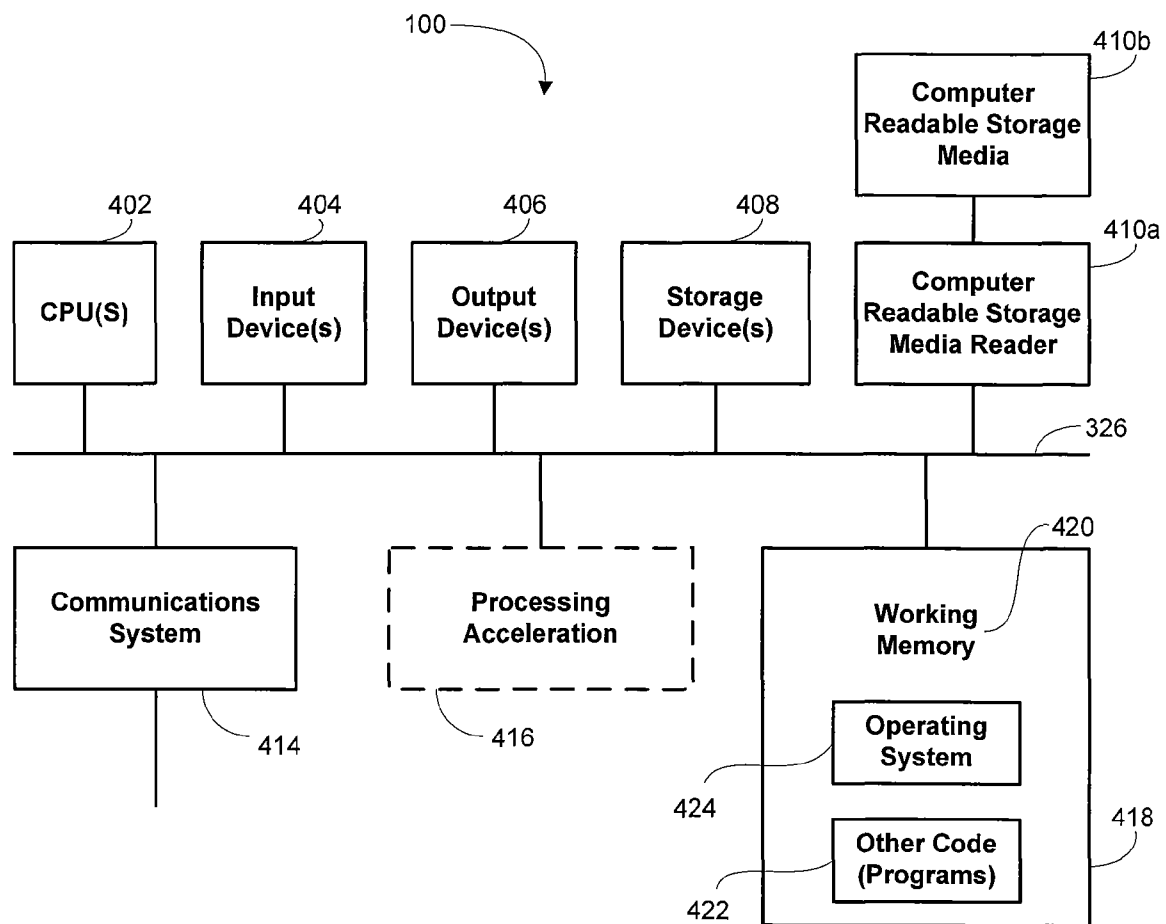 100
410b
Computer
Readable Storage
Media
402
404
406
408
410a
CPU(S)
Input
Device(s)
Output
Device(s)
Storage
Device(s)
Computer
Readable Storage
Media Reader
326
420
Communications
System
Processing
Acceleration
Working
Memory
414
416
Operating
System
424
418
Other Code
(Programs)
422